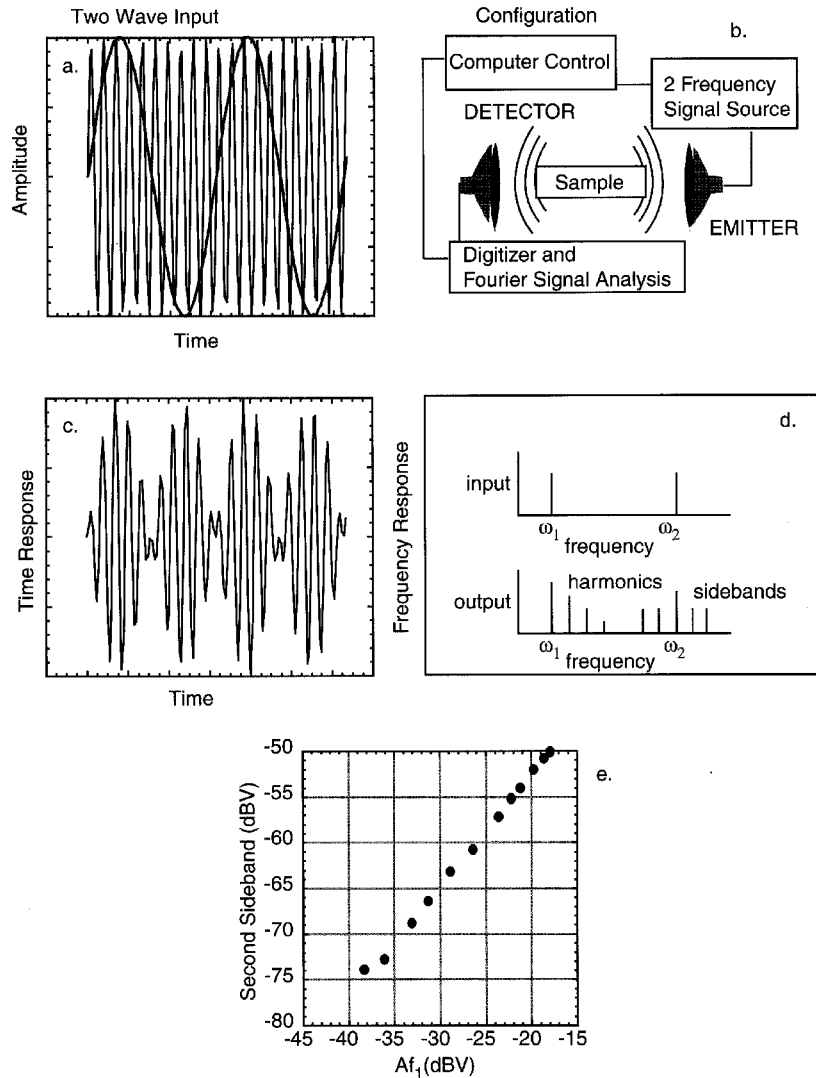 Two Wave Input
a.
Amplitude
Time
Configuration
b.
Computer Control
2 Frequency
Signal Source
DETECTOR
Sample
EMITTER
Digitizer and
Fourier Signal Analysis
c.
Time Response
Time
d.
Frequency Response
input
ω1
frequency
ω2
output
harmonics
sidebands
ω1
frequency
ω2
e.
Second Sideband (dBV)
-50
-55
-60
-65
-70
-75
-80
-45 -40 -35 -30 -25 -20 -15
Af1(dBV)